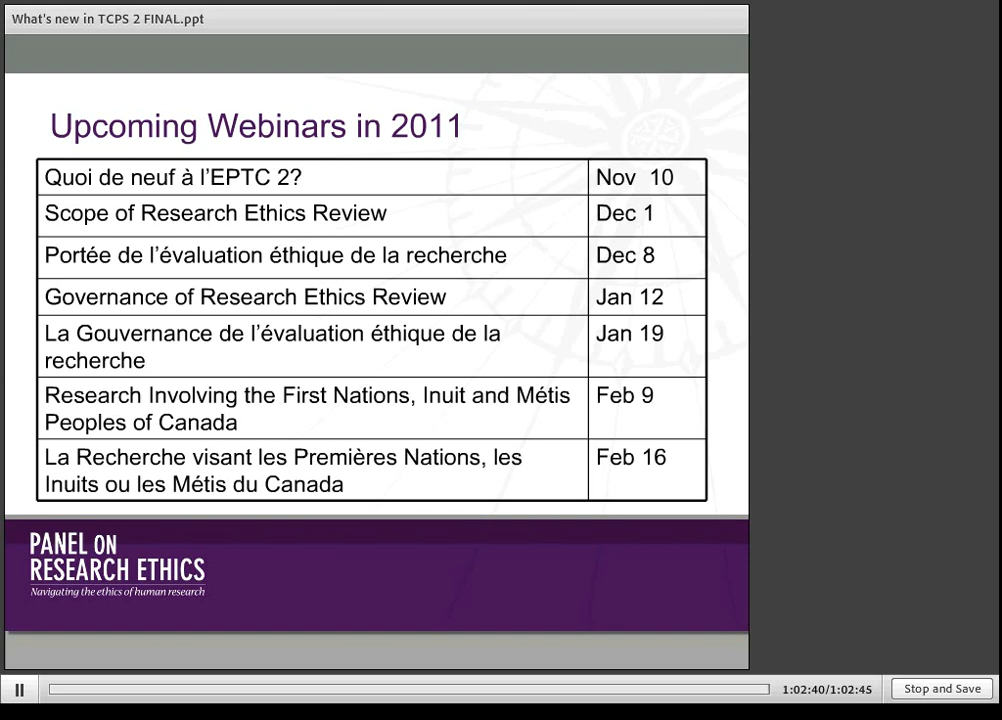 What's new in TCPS 2 FINAL.ppt
Upcoming Webinars in 2011
Quoi de neuf à l’EPTC 2? Nov 10
Scope of Research Ethics Review Dec 1
Portée de l’évaluation éthique de la recherche Dec 8
Governance of Research Ethics Review Jan 12
La Gouvernance de l’évaluation éthique de la Jan 19
recherche
Research Involving the First Nations, Inuit and Métis Feb 9
Peoples of Canada
La Recherche visant les Premières Nations, les Feb 16
Inuits ou les Métis du Canada
PANEL ON
RESEARCH ETHICS
Navigating the ethics of human research
1:02:40/1:02:45 Stop and Save